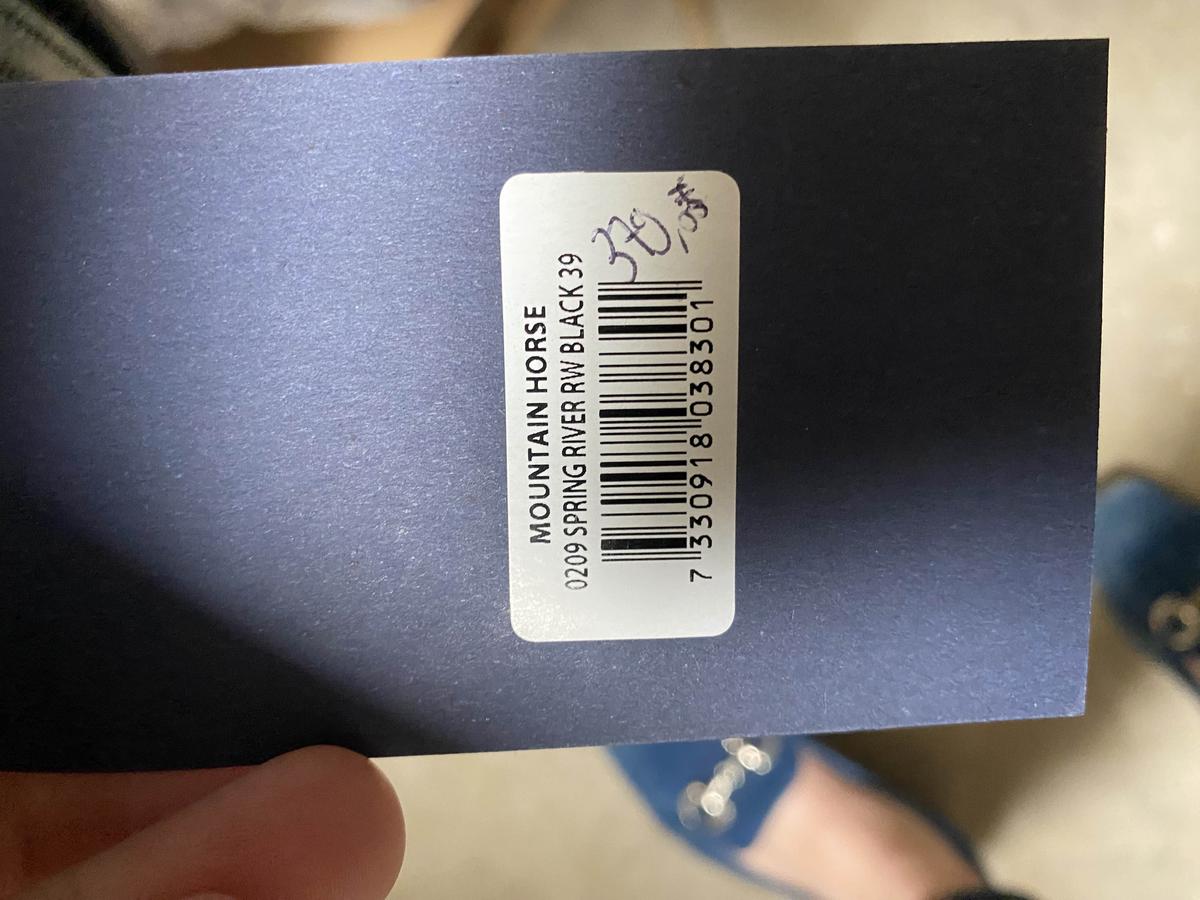 MOUNTAIN HORSE
0209 SPRING RIVER RW BLACK 39
7 330918 038301